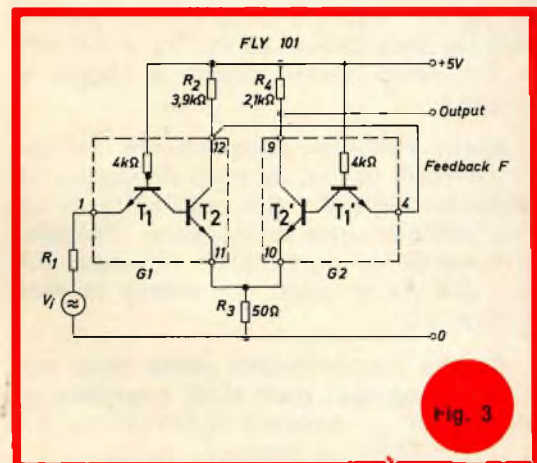 FLY 101
+5V
R2
3,9kΩ
R4
2,1kΩ
Output
12
9
4kΩ
4kΩ
Feedback F
1
T1
T2
T2'
T1'
4
11
10
G1
G2
R1
R3
50Ω
Vi
0
Fig. 3